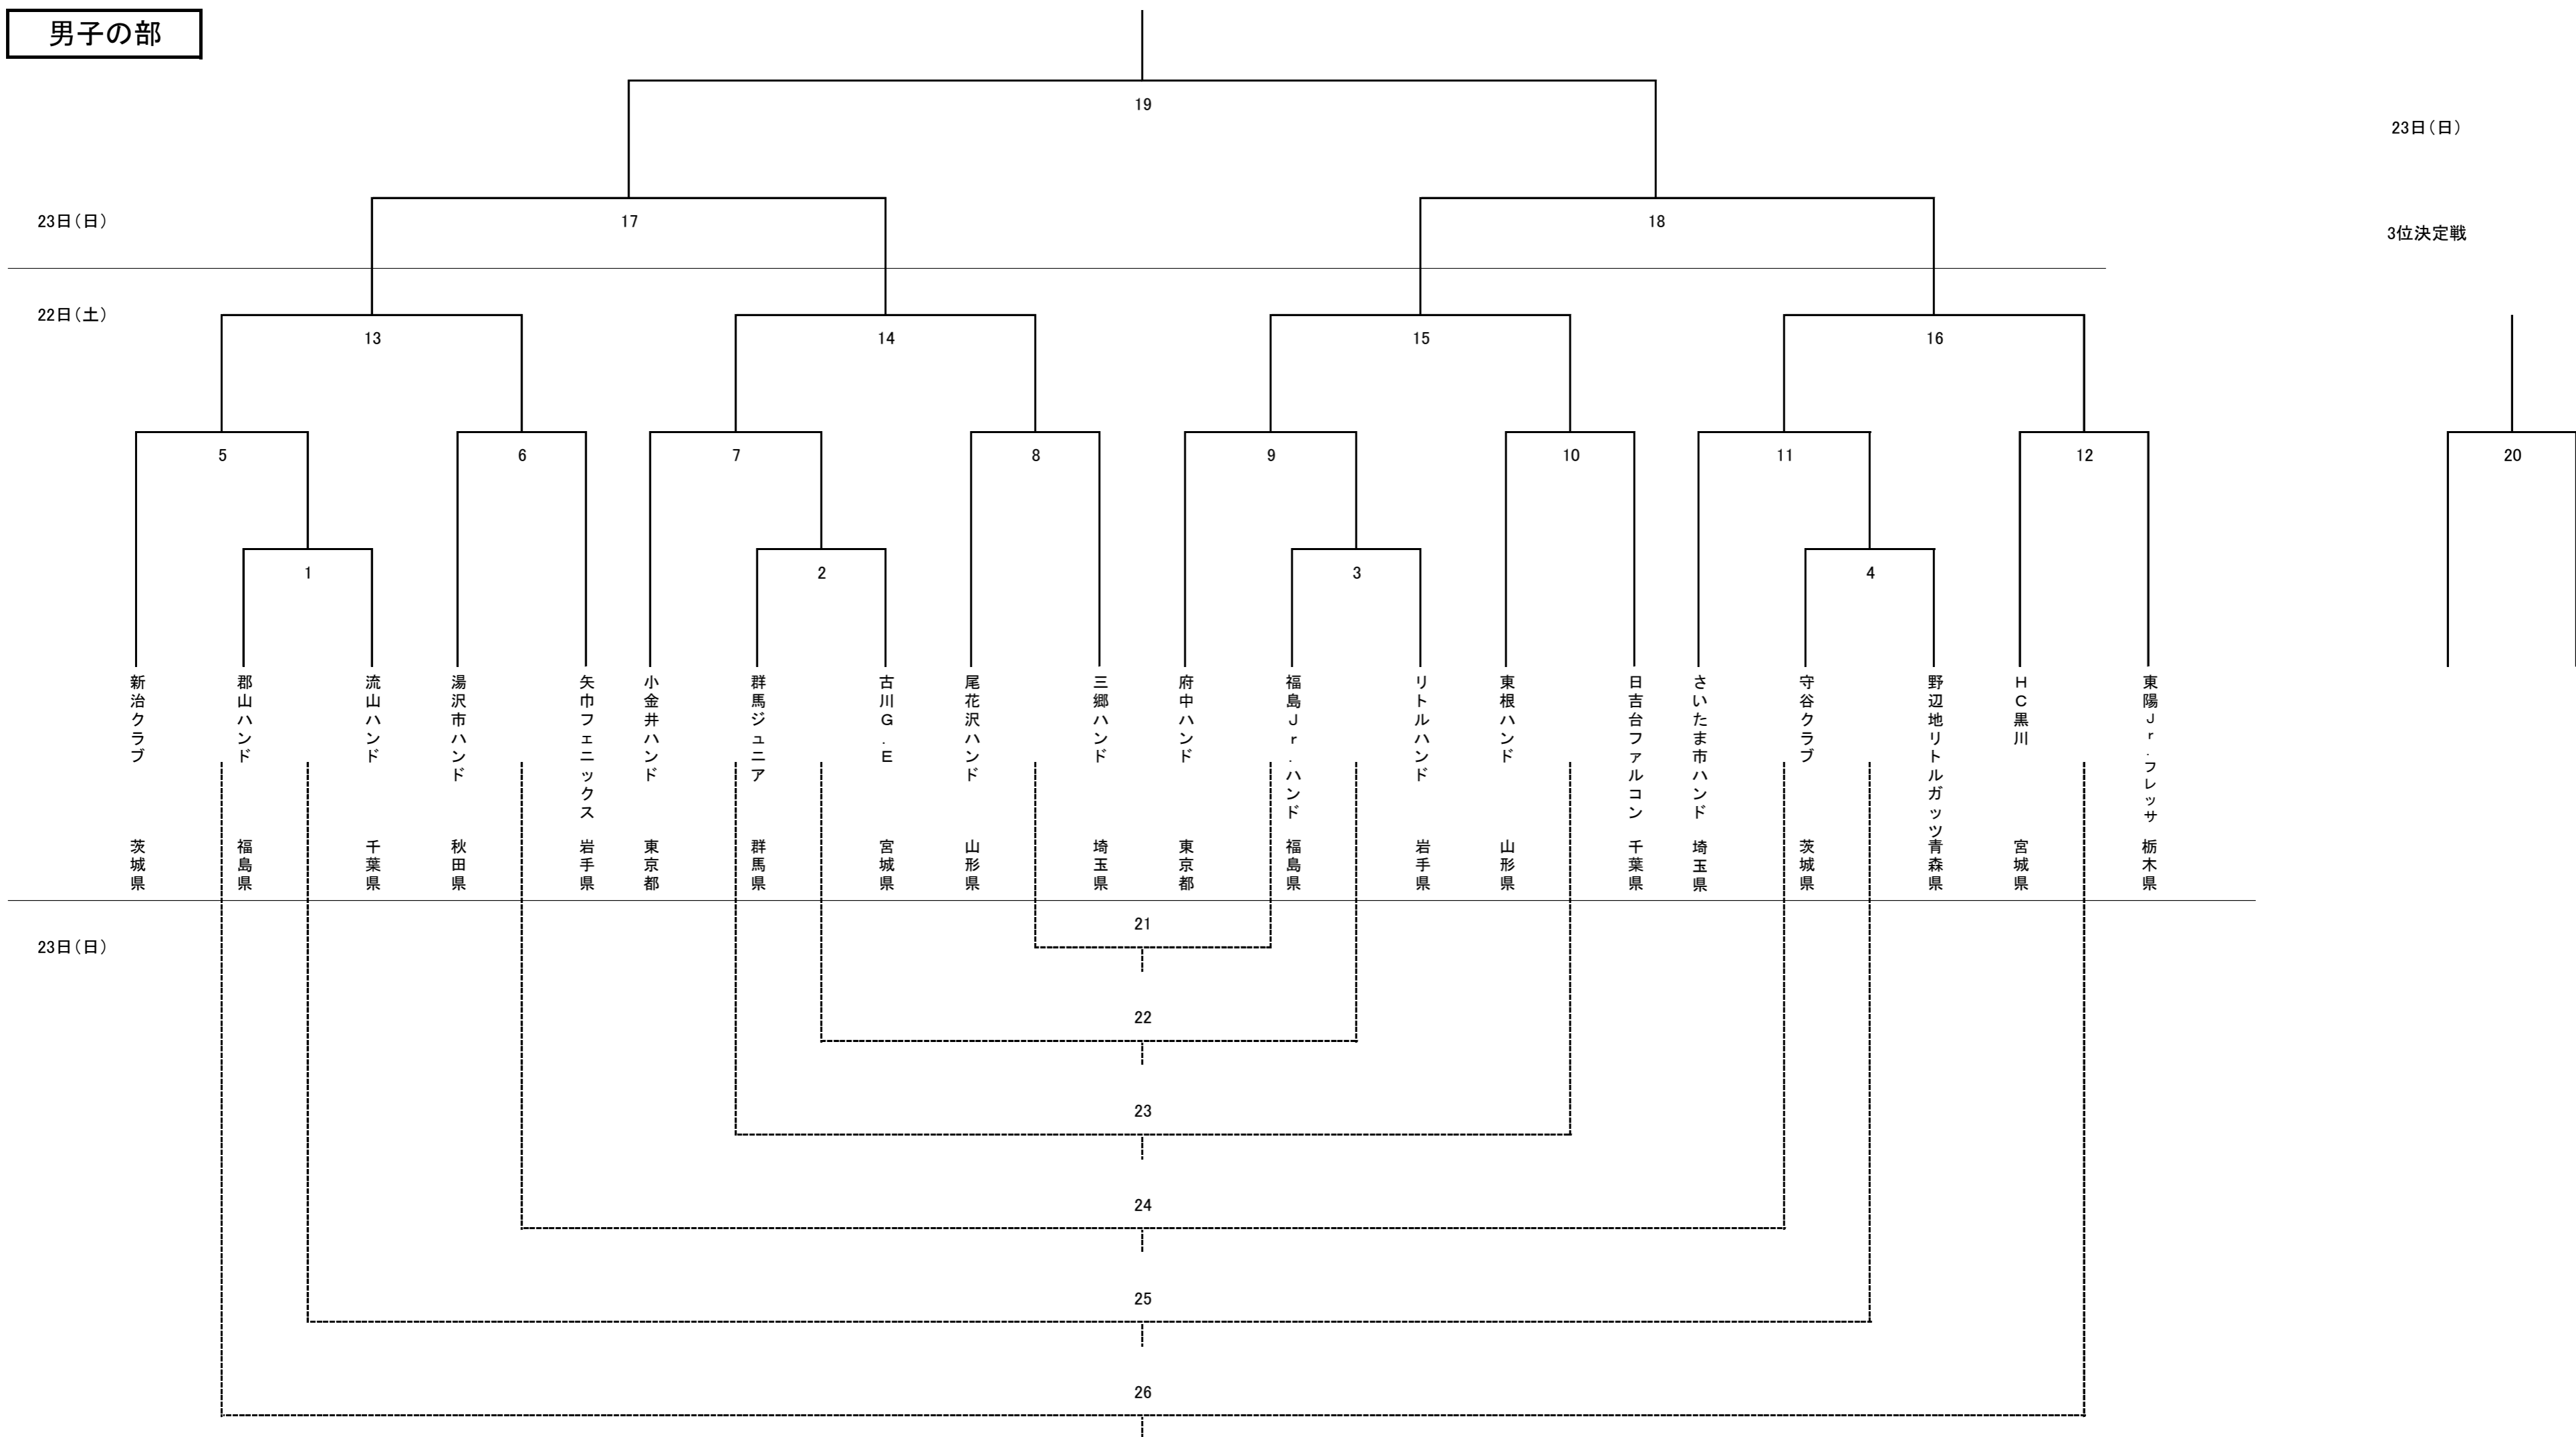 男子の部
19
23日(日)
23日(日)
17
18
3位決定戦
22日(土)
13
14
15
16
5
6
7
8
9
10
11
12
20
1
2
3
4
新治クラブ 茨城県
郡山ハンド 福島県
流山ハンド 千葉県
湯沢市ハンド 秋田県
矢巾フェニックス 岩手県
小金井ハンド 東京都
群馬ジュニア 群馬県
古川G.E 宮城県
尾花沢ハンド 山形県
三郷ハンド 埼玉県
府中ハンド 東京都
福島Jr.ハンド 福島県
リトルハンド 岩手県
東根ハンド 山形県
日吉台ファルコン 千葉県
さいたま市ハンド 埼玉県
守谷クラブ 茨城県
野辺地リトルガッツ 青森県
HC黒川 宮城県
東陽Jr.フレッサ 栃木県
21
23日(日)
22
23
24
25
26